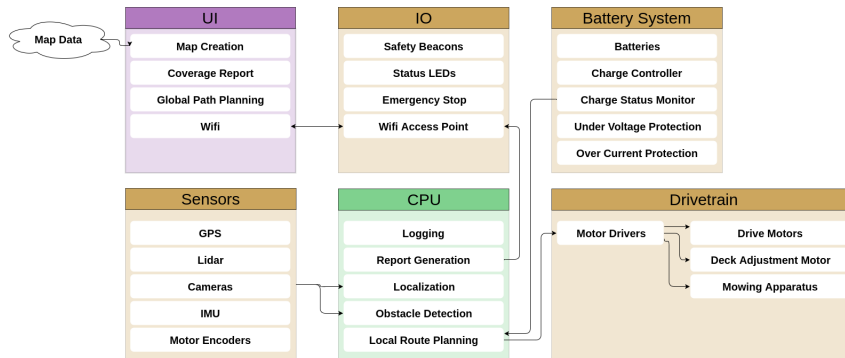 Map Data
UI
Map Creation
Coverage Report
Global Path Planning
Wifi
IO
Safety Beacons
Status LEDs
Emergency Stop
Wifi Access Point
Battery System
Batteries
Charge Controller
Charge Status Monitor
Under Voltage Protection
Over Current Protection
Sensors
GPS
Lidar
Cameras
IMU
Motor Encoders
CPU
Logging
Report Generation
Localization
Obstacle Detection
Local Route Planning
Drivetrain
Motor Drivers
Drive Motors
Deck Adjustment Motor
Mowing Apparatus